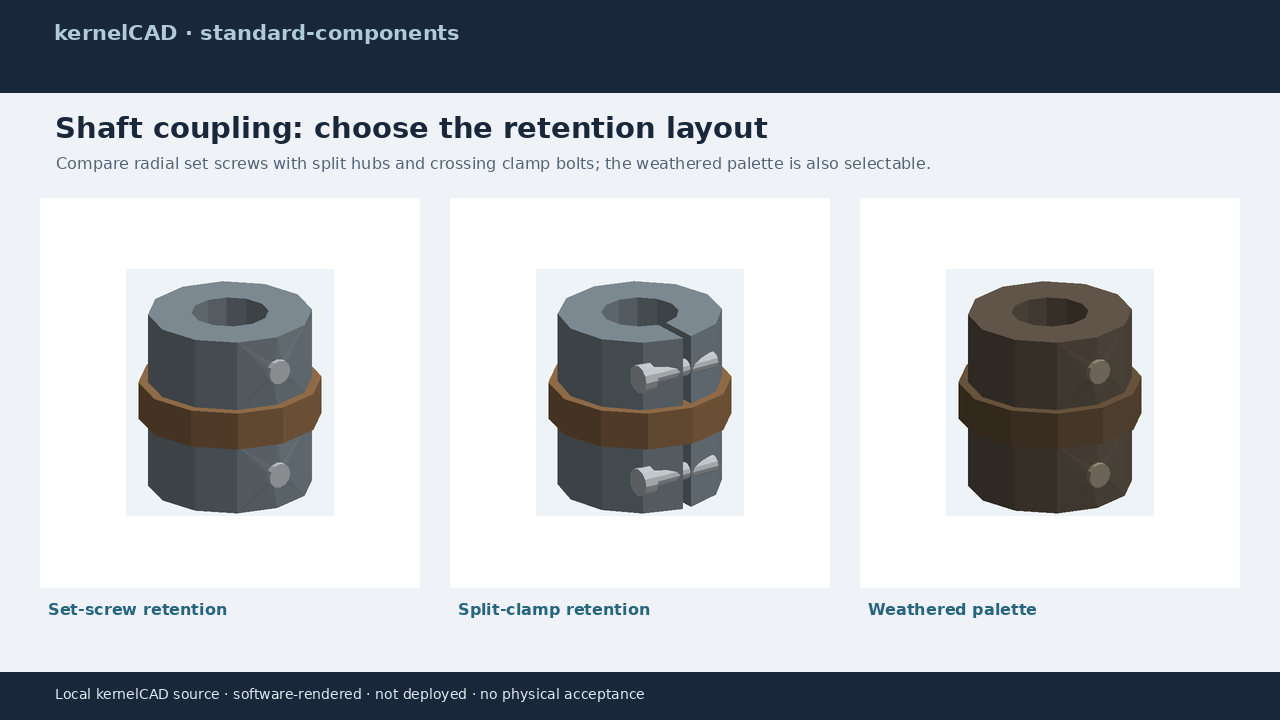 kernelCAD · standard-components
Shaft coupling: choose the retention layout
Compare radial set screws with split hubs and crossing clamp bolts; the weathered palette is also selectable.
Set-screw retention
Split-clamp retention
Weathered palette
Local kernelCAD source · software-rendered · not deployed · no physical acceptance